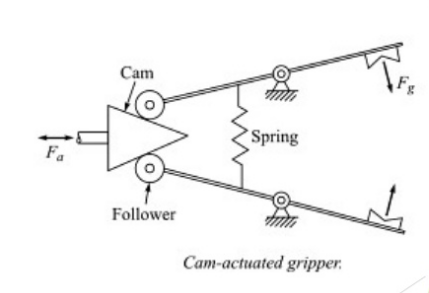 Cam
F_g
Spring
F_a
Follower
Cam-actuated gripper.